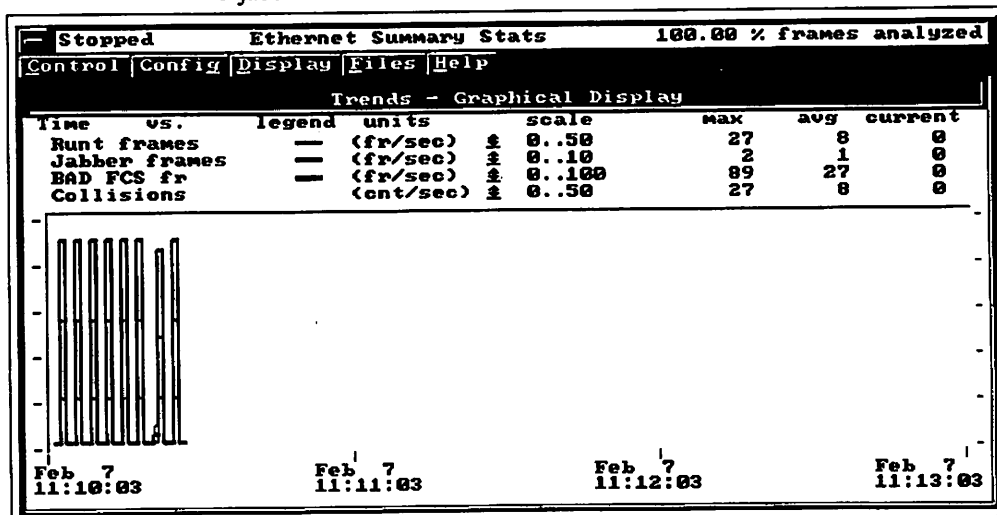 Stopped Ethernet Summary Stats 100.00 % frames analyzed
Control Config Display Files Help
Trends - Graphical Display
Time vs. legend units scale max avg current
Runt frames (fr/sec) 0..50 27 8 0
Jabber frames (fr/sec) 0..10 2 1 0
BAD FCS fr (fr/sec) 0..100 89 27 0
Collisions (cnt/sec) 0..50 27 8 0
Feb 7 Feb 7 Feb 7 Feb 7
11:10:03 11:11:03 11:12:03 11:13:03